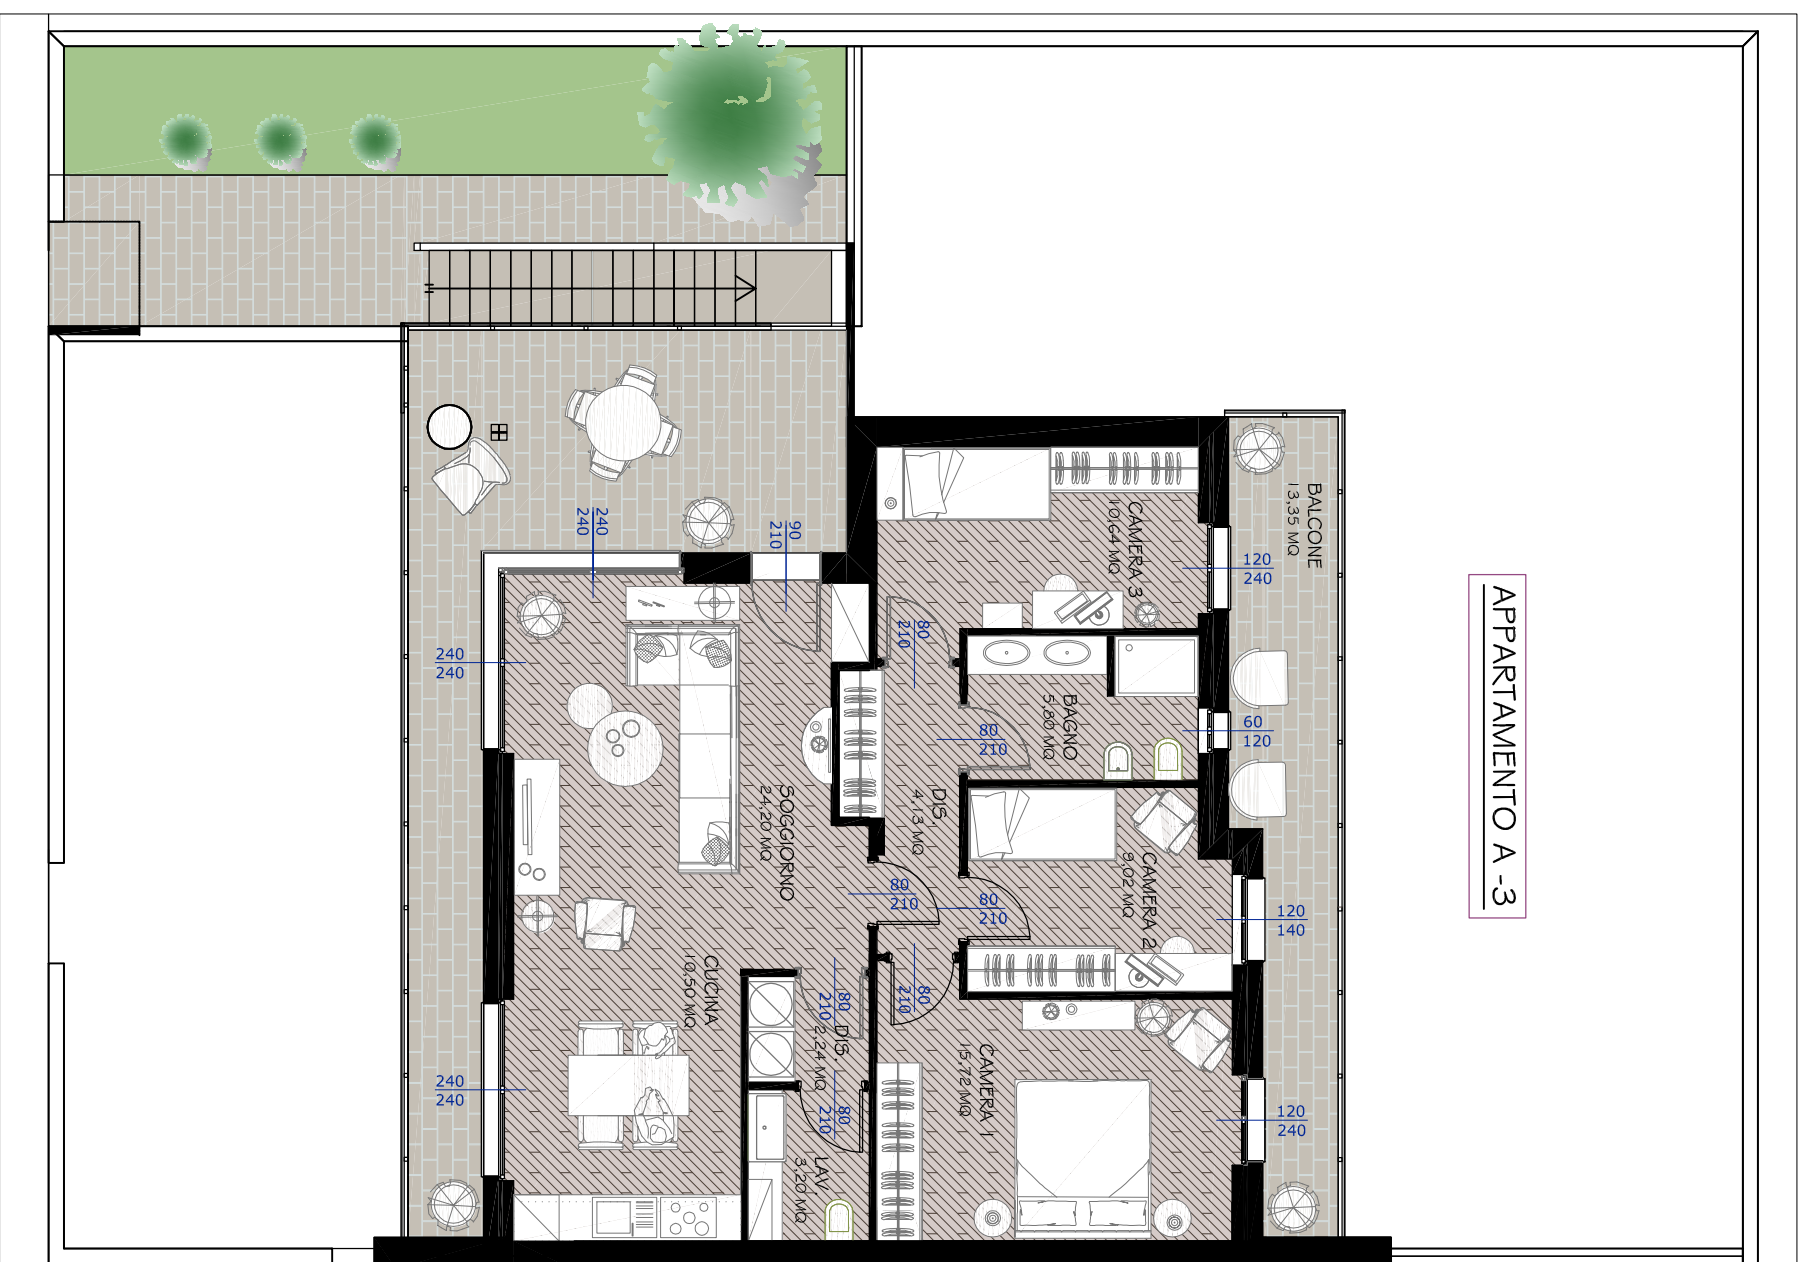 APPARTAMENTO A -3
BALCONE
13,35 MQ
CAMERA 3
10,64 MQ
BAGNO
5,80 MQ
DIS.
4,13 MQ
CAMERA 2
9,02 MQ
SOGGIORNO
24,20 MQ
CUCINA
10,50 MQ
DIS.
2,24 MQ
LAV.
3,20 MQ
CAMERA 1
15,72 MQ
240
240
90
210
240
240
240
240
120
240
60
120
120
140
120
240
80
210
80
210
80
210
80
210
80
210
80
210
80
210